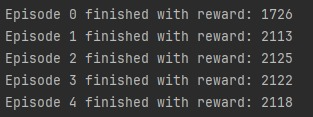 Episode 0 finished with reward: 1726
Episode 1 finished with reward: 2113
Episode 2 finished with reward: 2125
Episode 3 finished with reward: 2122
Episode 4 finished with reward: 2118